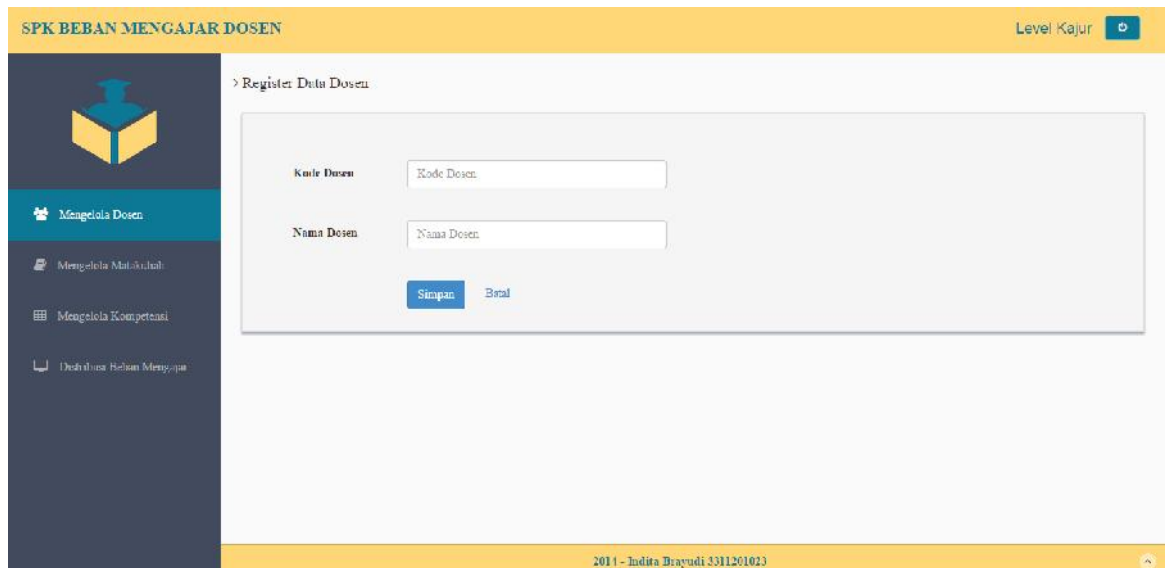 SPK BEBAN MENGAJAR DOSEN
Level Kajur
> Register Data Dosen
Kode Dosen
Kode Dosen
Mengelola Dosen
Nama Dosen
Nama Dosen
Mengelola Matakuliah
Simpan
Batal
Mengelola Kompetensi
Distribusi Beban Mengajar
2014 - Indita Brayudi 3311201023